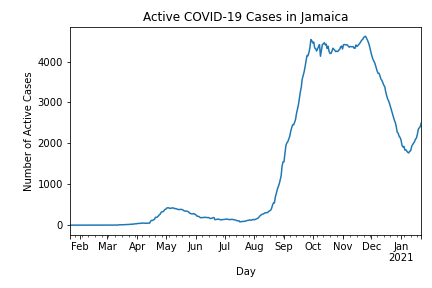 Active COVID-19 Cases in Jamaica
Number of Active Cases
4000
3000
2000
1000
0
Feb Mar Apr May Jun Jul Aug Sep Oct Nov Dec Jan
2021
Day